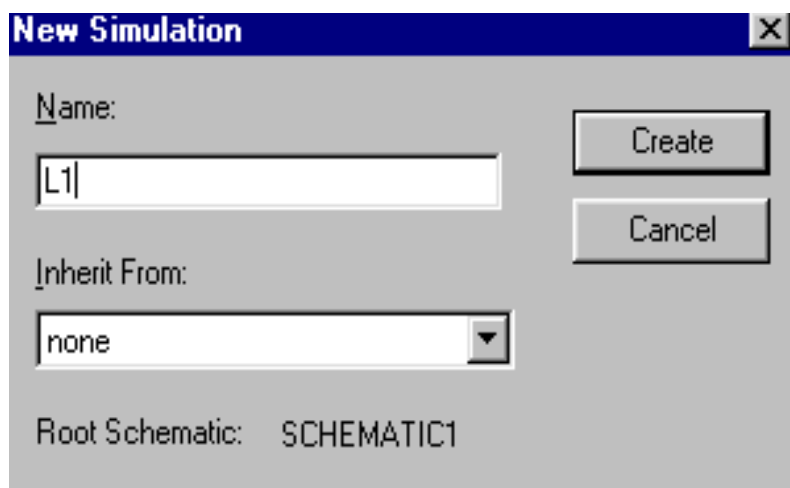 New Simulation
Name:
Create
L1
Cancel
Inherit From:
none
Root Schematic: SCHEMATIC1